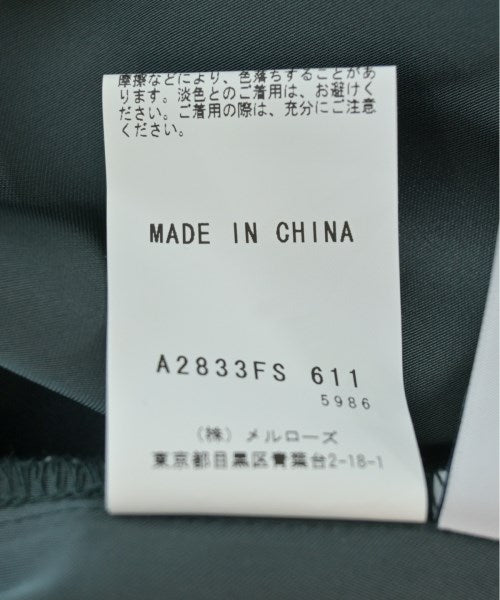 摩擦などにより、色落ちすることがあ
ります。淡色とのご着用は、お避けく
ださい。ご着用の際は、充分にご注意
ください。
MADE IN CHINA
A2833FS 611
5986
(株) メルローズ
東京都目黒区青葉台2-18-1